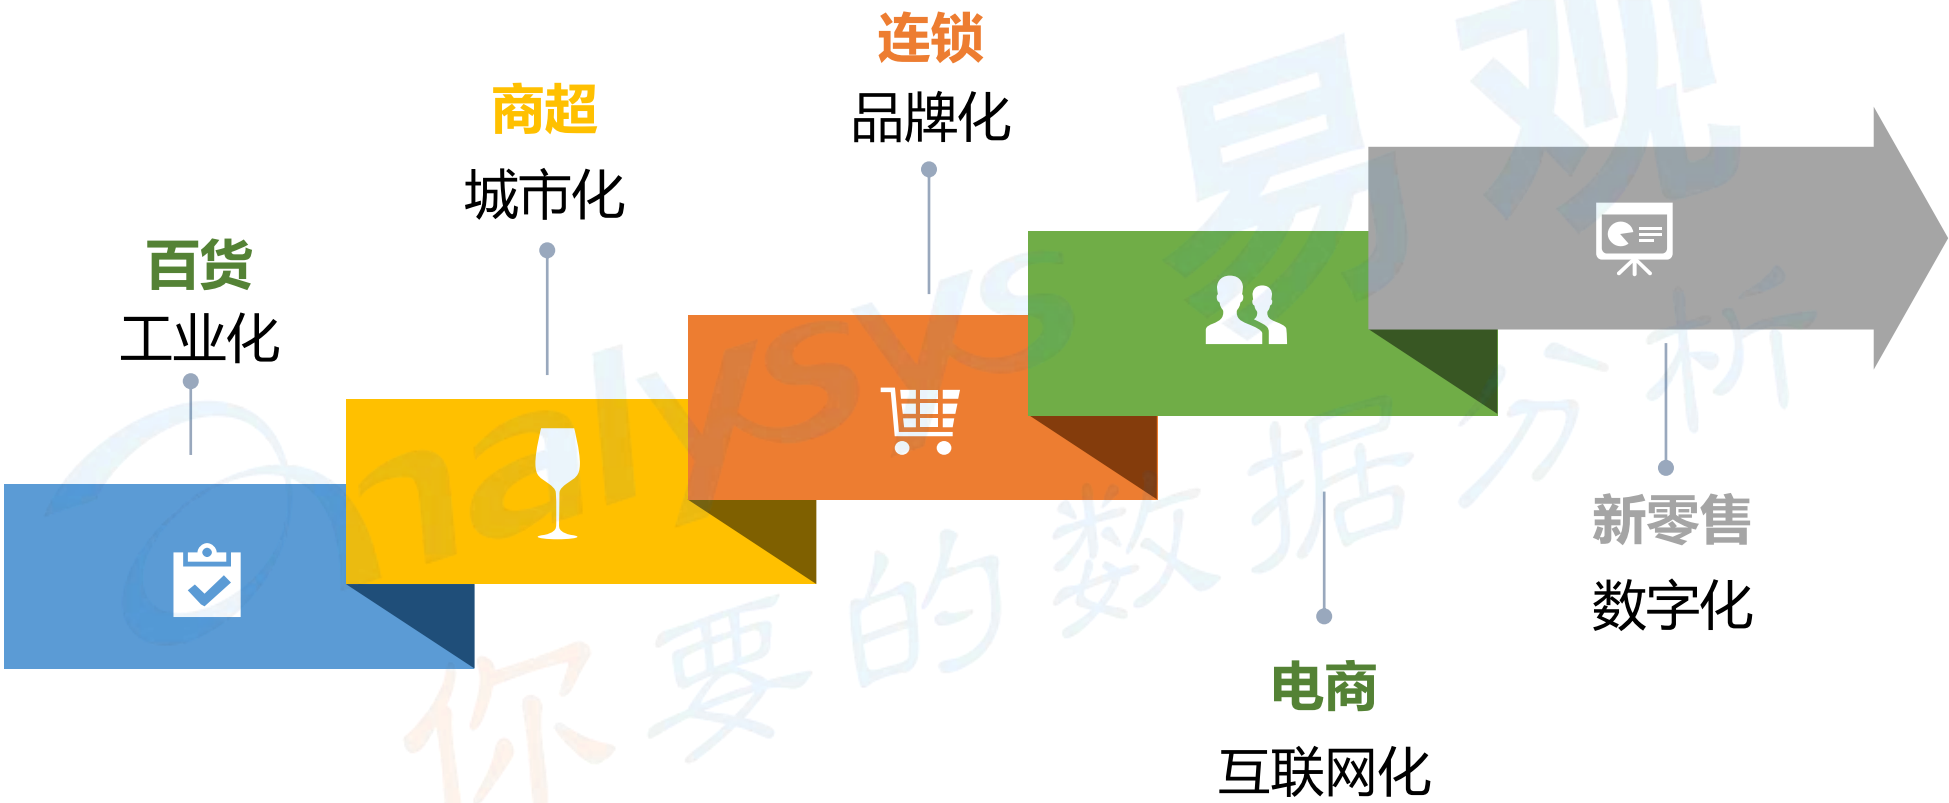 百货
工业化
商超
城市化
连锁
品牌化
电商
互联网化
新零售
数字化
易观
analysys
你要的数据分析